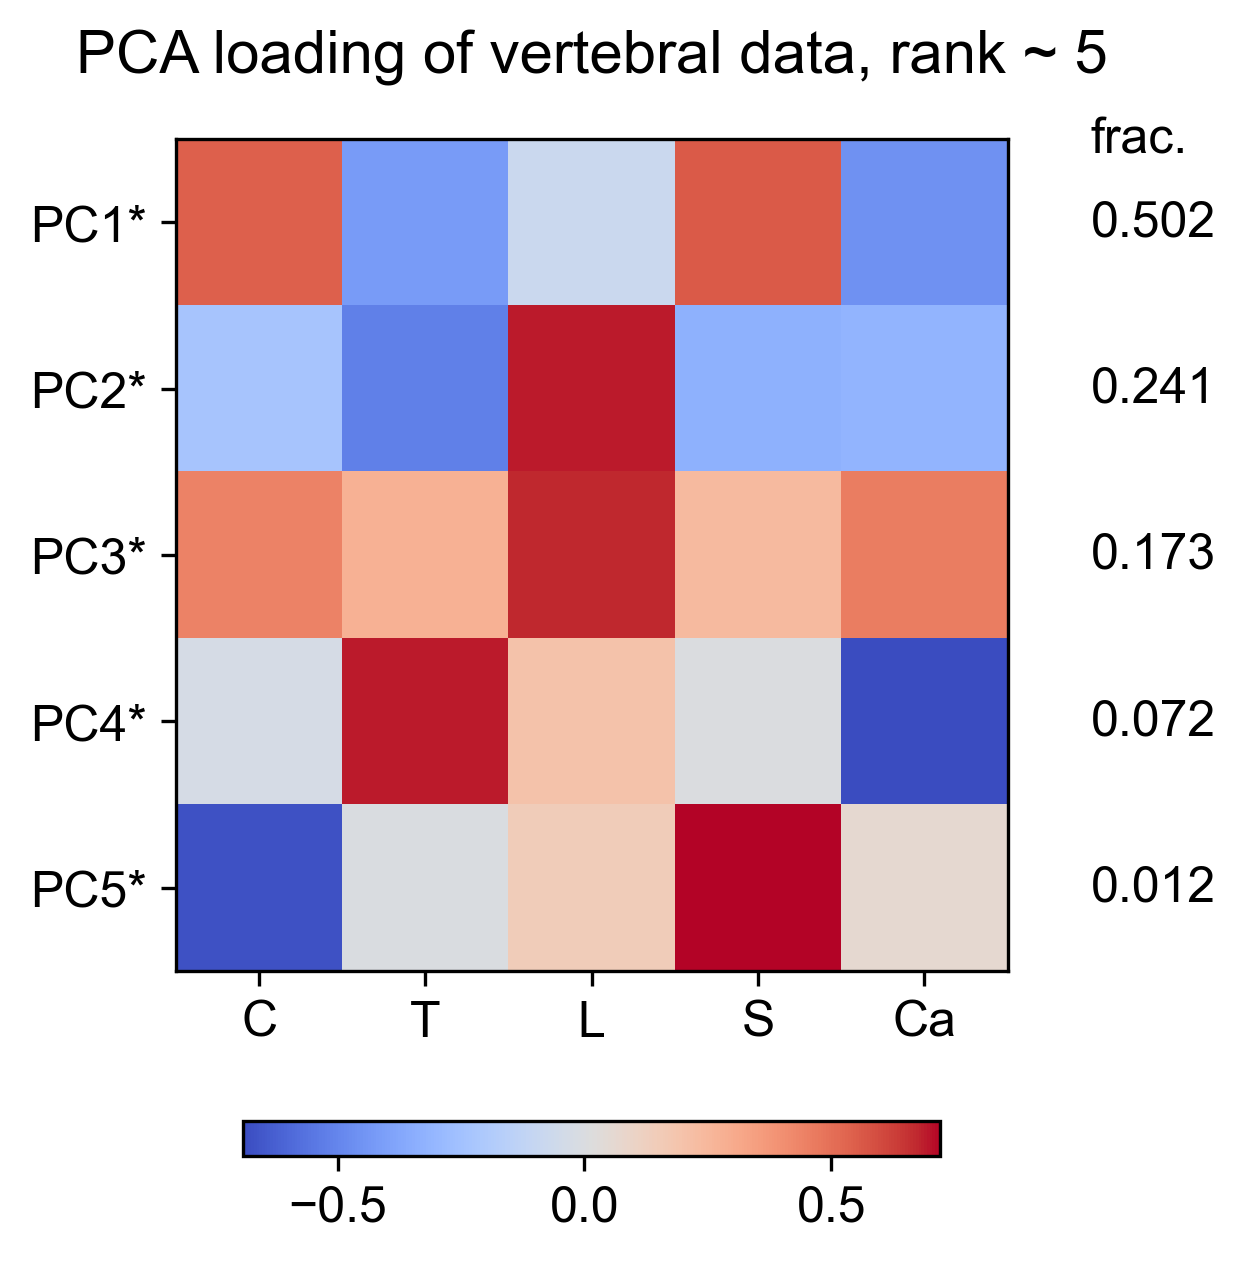 PCA loading of vertebral data, rank ~ 5
frac.
PC1* 0.502
PC2* 0.241
PC3* 0.173
PC4* 0.072
PC5* 0.012
C T L S Ca
−0.5 0.0 0.5